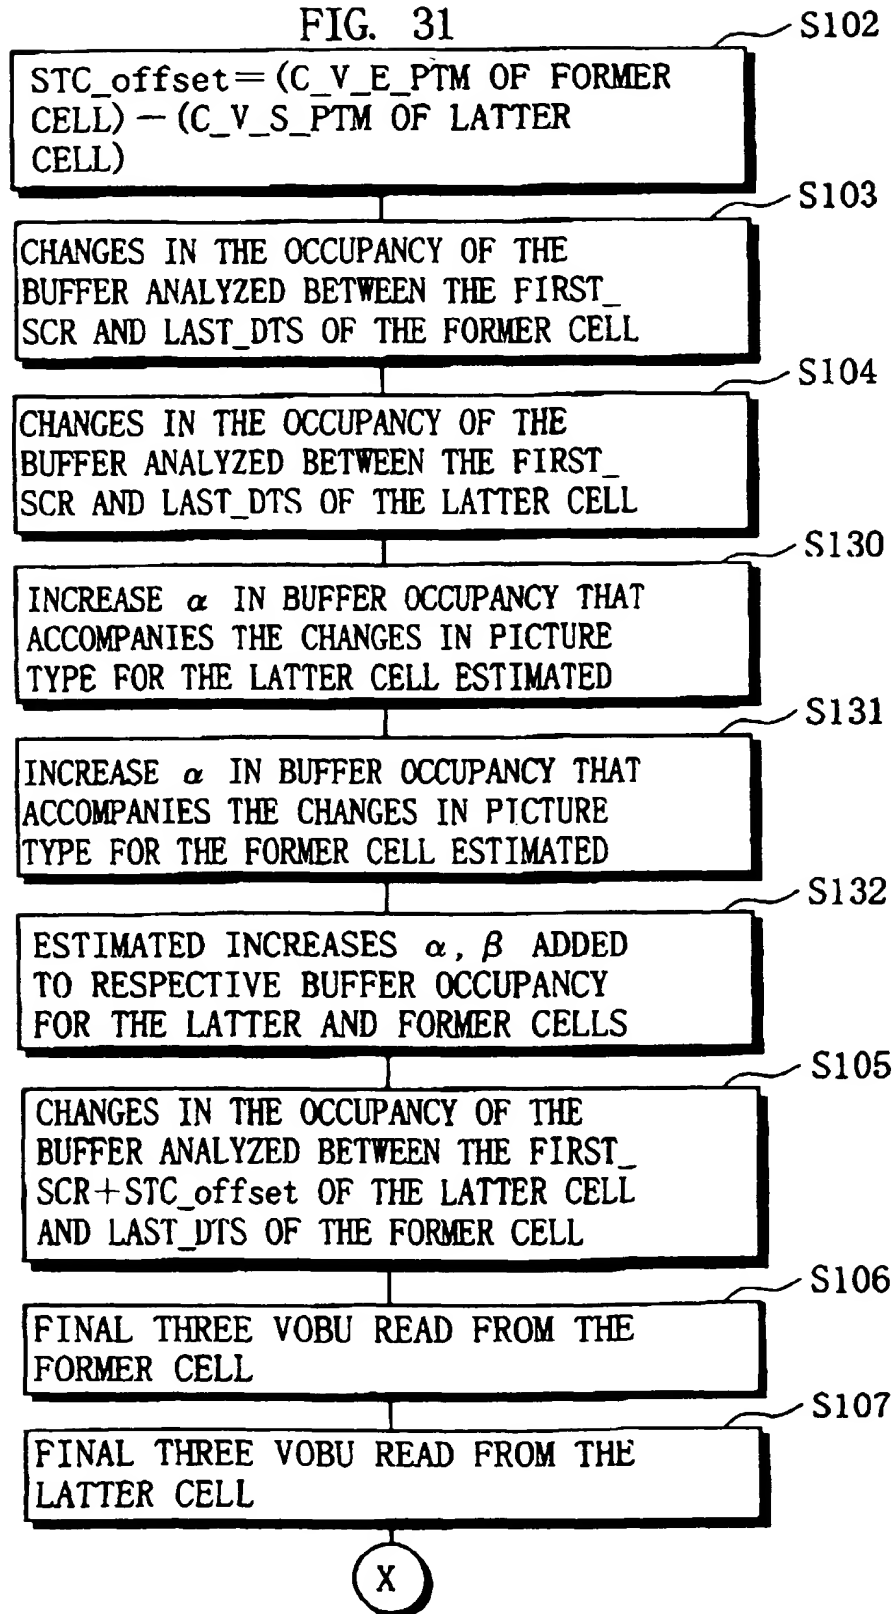 FIG. 31
S102
STC_offset=(C_V_E_PTM OF FORMER
CELL)-(C_V_S_PTM OF LATTER
CELL)
S103
CHANGES IN THE OCCUPANCY OF THE
BUFFER ANALYZED BETWEEN THE FIRST_
SCR AND LAST_DTS OF THE FORMER CELL
S104
CHANGES IN THE OCCUPANCY OF THE
BUFFER ANALYZED BETWEEN THE FIRST_
SCR AND LAST_DTS OF THE LATTER CELL
S130
INCREASE α IN BUFFER OCCUPANCY THAT
ACCOMPANIES THE CHANGES IN PICTURE
TYPE FOR THE LATTER CELL ESTIMATED
S131
INCREASE α IN BUFFER OCCUPANCY THAT
ACCOMPANIES THE CHANGES IN PICTURE
TYPE FOR THE FORMER CELL ESTIMATED
S132
ESTIMATED INCREASES α, β ADDED
TO RESPECTIVE BUFFER OCCUPANCY
FOR THE LATTER AND FORMER CELLS
S105
CHANGES IN THE OCCUPANCY OF THE
BUFFER ANALYZED BETWEEN THE FIRST_
SCR+STC_offset OF THE LATTER CELL
AND LAST_DTS OF THE FORMER CELL
S106
FINAL THREE VOBU READ FROM THE
FORMER CELL
S107
FINAL THREE VOBU READ FROM THE
LATTER CELL
X